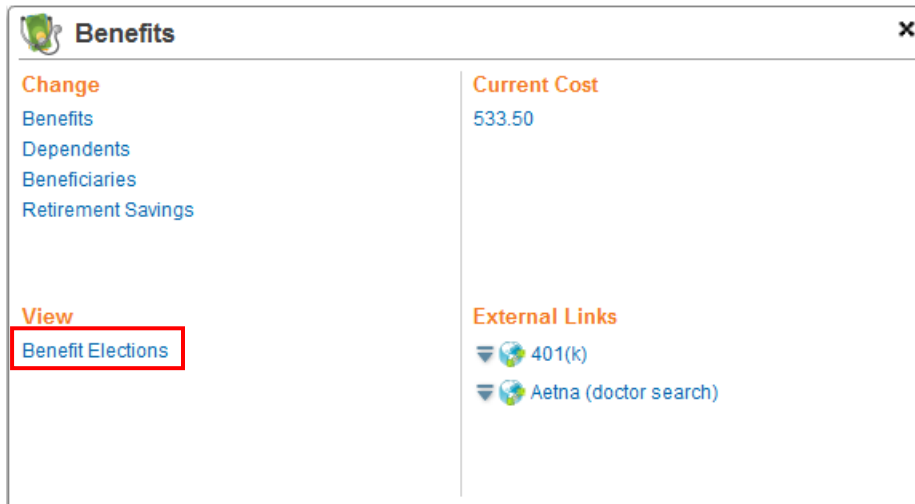 Benefits
Change
Benefits
Dependents
Beneficiaries
Retirement Savings
Current Cost
533.50
View
Benefit Elections
External Links
401(k)
Aetna (doctor search)